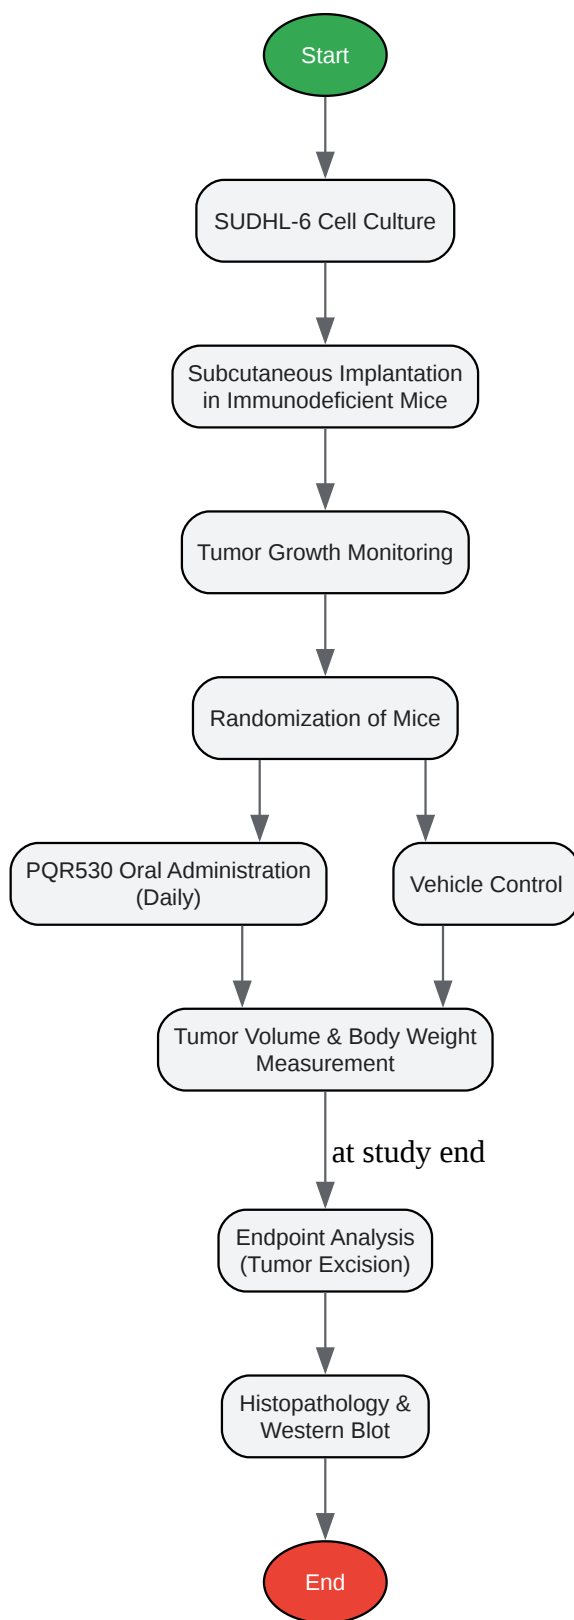 Start
SUDHL-6 Cell Culture
Subcutaneous Implantation
in Immunodeficient Mice
Tumor Growth Monitoring
Randomization of Mice
PQR530 Oral Administration
(Daily)
Vehicle Control
Tumor Volume & Body Weight
Measurement
at study end
Endpoint Analysis
(Tumor Excision)
Histopathology &
Western Blot
End